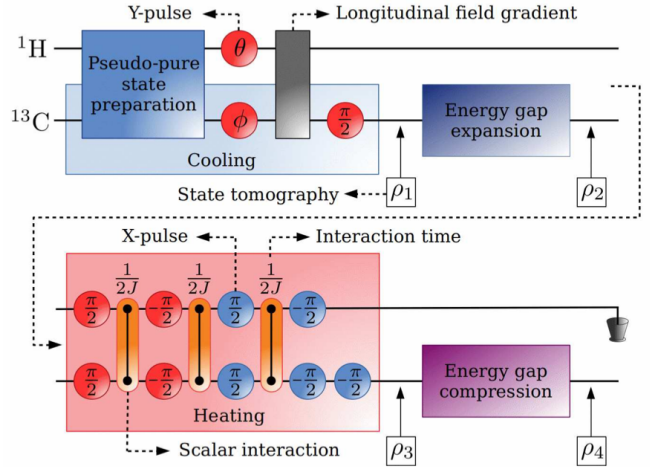 Y-pulse
Longitudinal field gradient
¹H
θ
Pseudo-pure
state
preparation
¹³C
ϕ
π/2
Energy gap
expansion
Cooling
State tomography
ρ₁
ρ₂
X-pulse
Interaction time
1/2J
1/2J
1/2J
π/2
-π/2
π/2
-π/2
π/2
-π/2
π/2
-π/2
-π/2
Energy gap
compression
Heating
Scalar interaction
ρ₃
ρ₄